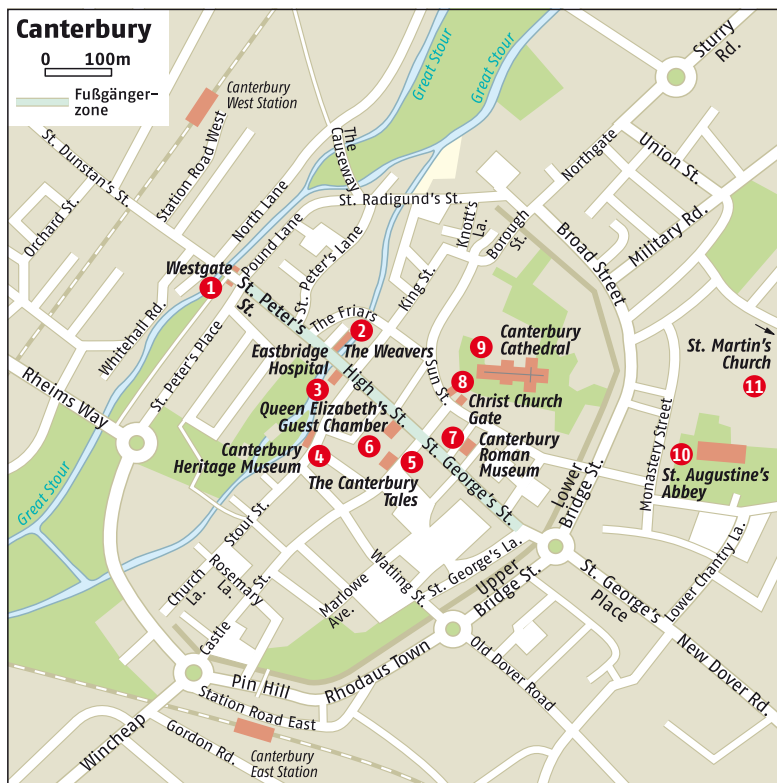 Canterbury
0 100m
Fußgänger-
zone
Canterbury
West Station
Great Stour
Great Stour
Sturry
Rd.
St. Dunstan's St.
Station Road West
The
Causeway
Northgate
Union St.
Orchard St.
North Lane
Pound Lane
St. Radigund's St.
Knott's
La.
Borough
St.
Broad Street
Military Rd.
Westgate
1
St. Peter's
St.
St. Peter's Lane
King St.
Whitehall Rd.
The Friars
2
The Weavers
9
Canterbury
Cathedral
St. Martin's
Church
11
Rheims Way
St. Peter's Place
Eastbridge
Hospital
3
High St.
Sun St.
8
Christ Church
Gate
Queen Elizabeth's
Guest Chamber
6
7
Canterbury
Roman
Museum
Canterbury
Heritage Museum
4
5
The Canterbury
Tales
St. George's St.
Lower
Bridge St.
Monastery Street
10
St. Augustine's
Abbey
Great Stour
Stour St.
Church
La.
Rosemary
La.
Castle
St.
Marlowe
Ave.
Watling St.
St. George's La.
Upper
Bridge St.
St. George's
Place
Lower Chantry La.
New Dover Rd.
Old Dover Road
Rhodaus Town
Pin Hill
Station Road East
Wincheap
Gordon Rd.
Canterbury
East Station